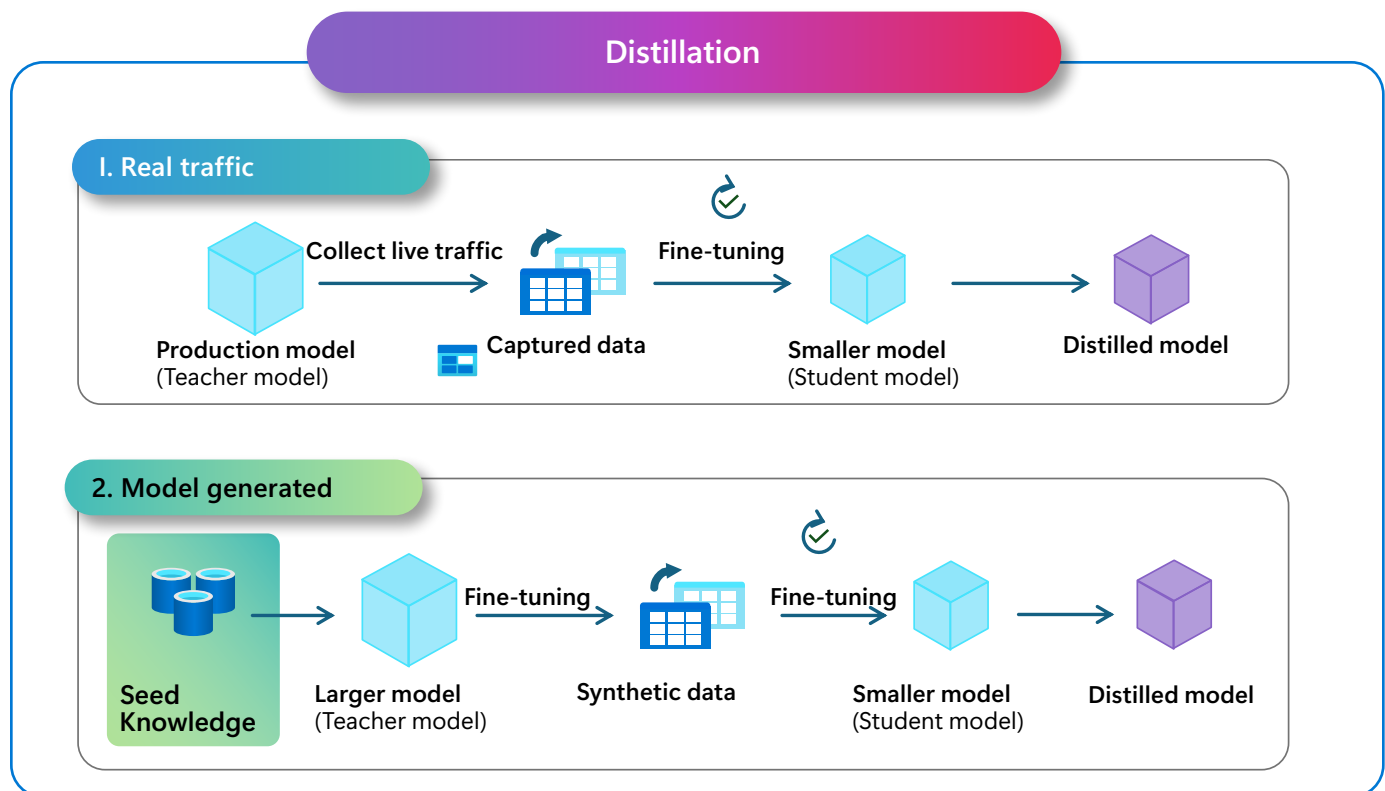 Distillation
I. Real traffic
Collect live traffic
Fine-tuning
Production model
(Teacher model)
Captured data
Smaller model
(Student model)
Distilled model
2. Model generated
Fine-tuning
Fine-tuning
Seed
Knowledge
Larger model
(Teacher model)
Synthetic data
Smaller model
(Student model)
Distilled model